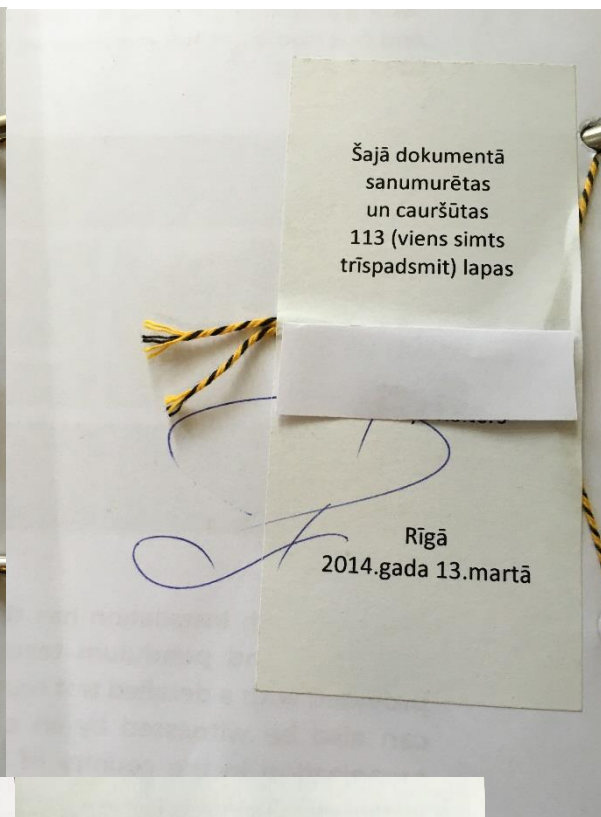 Šajā dokumentā
sanumurētas
un cauršūtas
113 (viens simts
trīspadsmit) lapas
Rīgā
2014.gada 13.martā